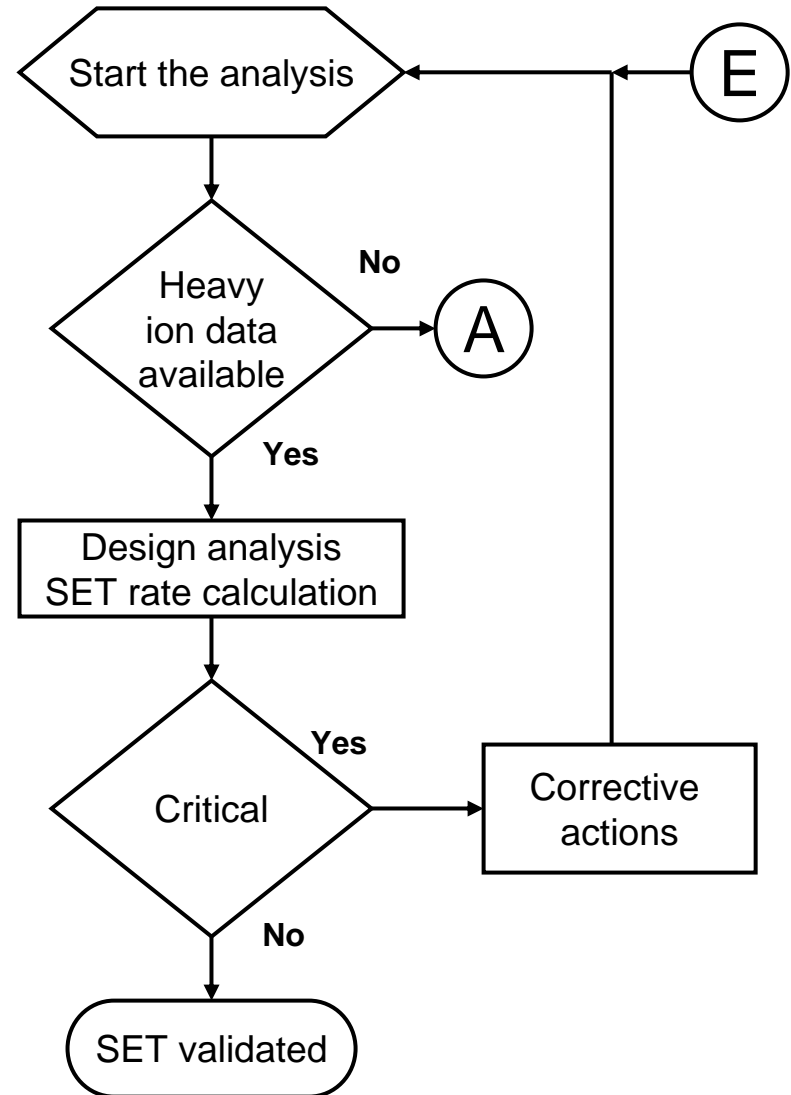 Start the analysis
E
No
Heavy
ion data
available
A
Yes
Design analysis
SET rate calculation
Yes
Critical
Corrective
actions
No
SET validated